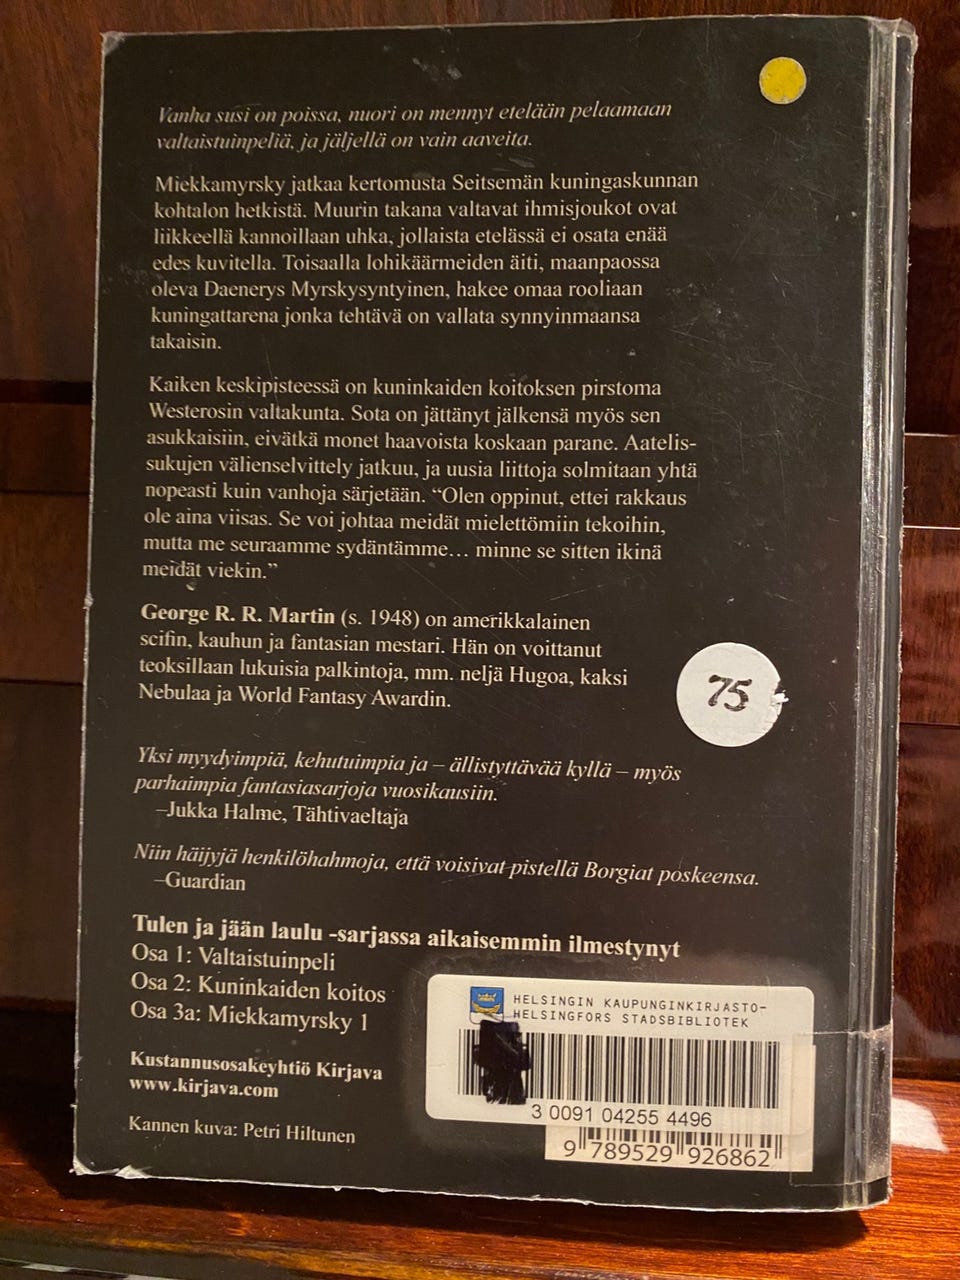 Vanha susi on poissa, nuori on mennyt etelään pelaamaan
valtaistuinpeliä, ja jäljellä on vain aaveita.
Miekkamyrsky jatkaa kertomusta Seitsemän kuningaskunnan
kohtalon hetkistä. Muurin takana valtavat ihmisjoukot ovat
liikkeellä kannoillaan uhka, jollaista etelässä ei osata enää
edes kuvitella. Toisaalla lohikäärmeiden äiti, maanpaossa
oleva Daenerys Myrskysyntyinen, hakee omaa rooliaan
kuningattarena jonka tehtävä on vallata synnyinmaansa
takaisin.
Kaiken keskipisteessä on kuninkaiden koitoksen pirstoma
Westerosin valtakunta. Sota on jättänyt jälkensä myös sen
asukkaisiin, eivätkä monet haavoista koskaan parane. Aatelis-
sukujen välienselvittely jatkuu, ja uusia liittoja solmitaan yhtä
nopeasti kuin vanhoja särjetään. “Olen oppinut, ettei rakkaus
ole aina viisas. Se voi johtaa meidät mielettömiin tekoihin,
mutta me seuraamme sydäntämme… minne se sitten ikinä
meidät viekin.”
George R. R. Martin (s. 1948) on amerikkalainen
scifin, kauhun ja fantasian mestari. Hän on voittanut
teoksillaan lukuisia palkintoja, mm. neljä Hugoa, kaksi
Nebulaa ja World Fantasy Awardin.
75
Yksi myydyimpiä, kehutuimpia ja – ällistyttävää kyllä – myös
parhaimpia fantasiasarjoja vuosikausiin.
–Jukka Halme, Tähtivaeltaja
Niin häijyjä henkilöhahmoja, että voisivat pistellä Borgiat poskeensa.
–Guardian
Tulen ja jään laulu -sarjassa aikaisemmin ilmestynyt
Osa 1: Valtaistuinpeli
Osa 2: Kuninkaiden koitos
Osa 3a: Miekkamyrsky 1
Kustannusosakeyhtiö Kirjava
www.kirjava.com
Kannen kuva: Petri Hiltunen
HELSINGIN KAUPUNGINKIRJASTO-
HELSINGFORS STADSBIBLIOTEK
3 0091 04255 4496
9 789529 926862